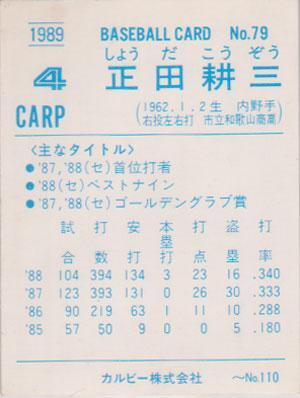 1989
BASEBALL CARD No.79
しょう だ こう ぞう
4 正田耕三
CARP
(1962.1.2生 内野手
右投左右打 市立和歌山商高)
<主なタイトル>
●'87,'88(セ)首位打者
●'88(セ)ベストナイン
●'87,'88(セ)ゴールデングラブ賞
試合 打数 安打 本塁打 打点 盗塁 打率
'88 104 394 134 3 23 16 .340
'87 123 393 131 0 26 30 .333
'86 90 219 63 1 11 10 .288
'85 57 50 9 0 0 5 .180
カルビー株式会社 〜No.110